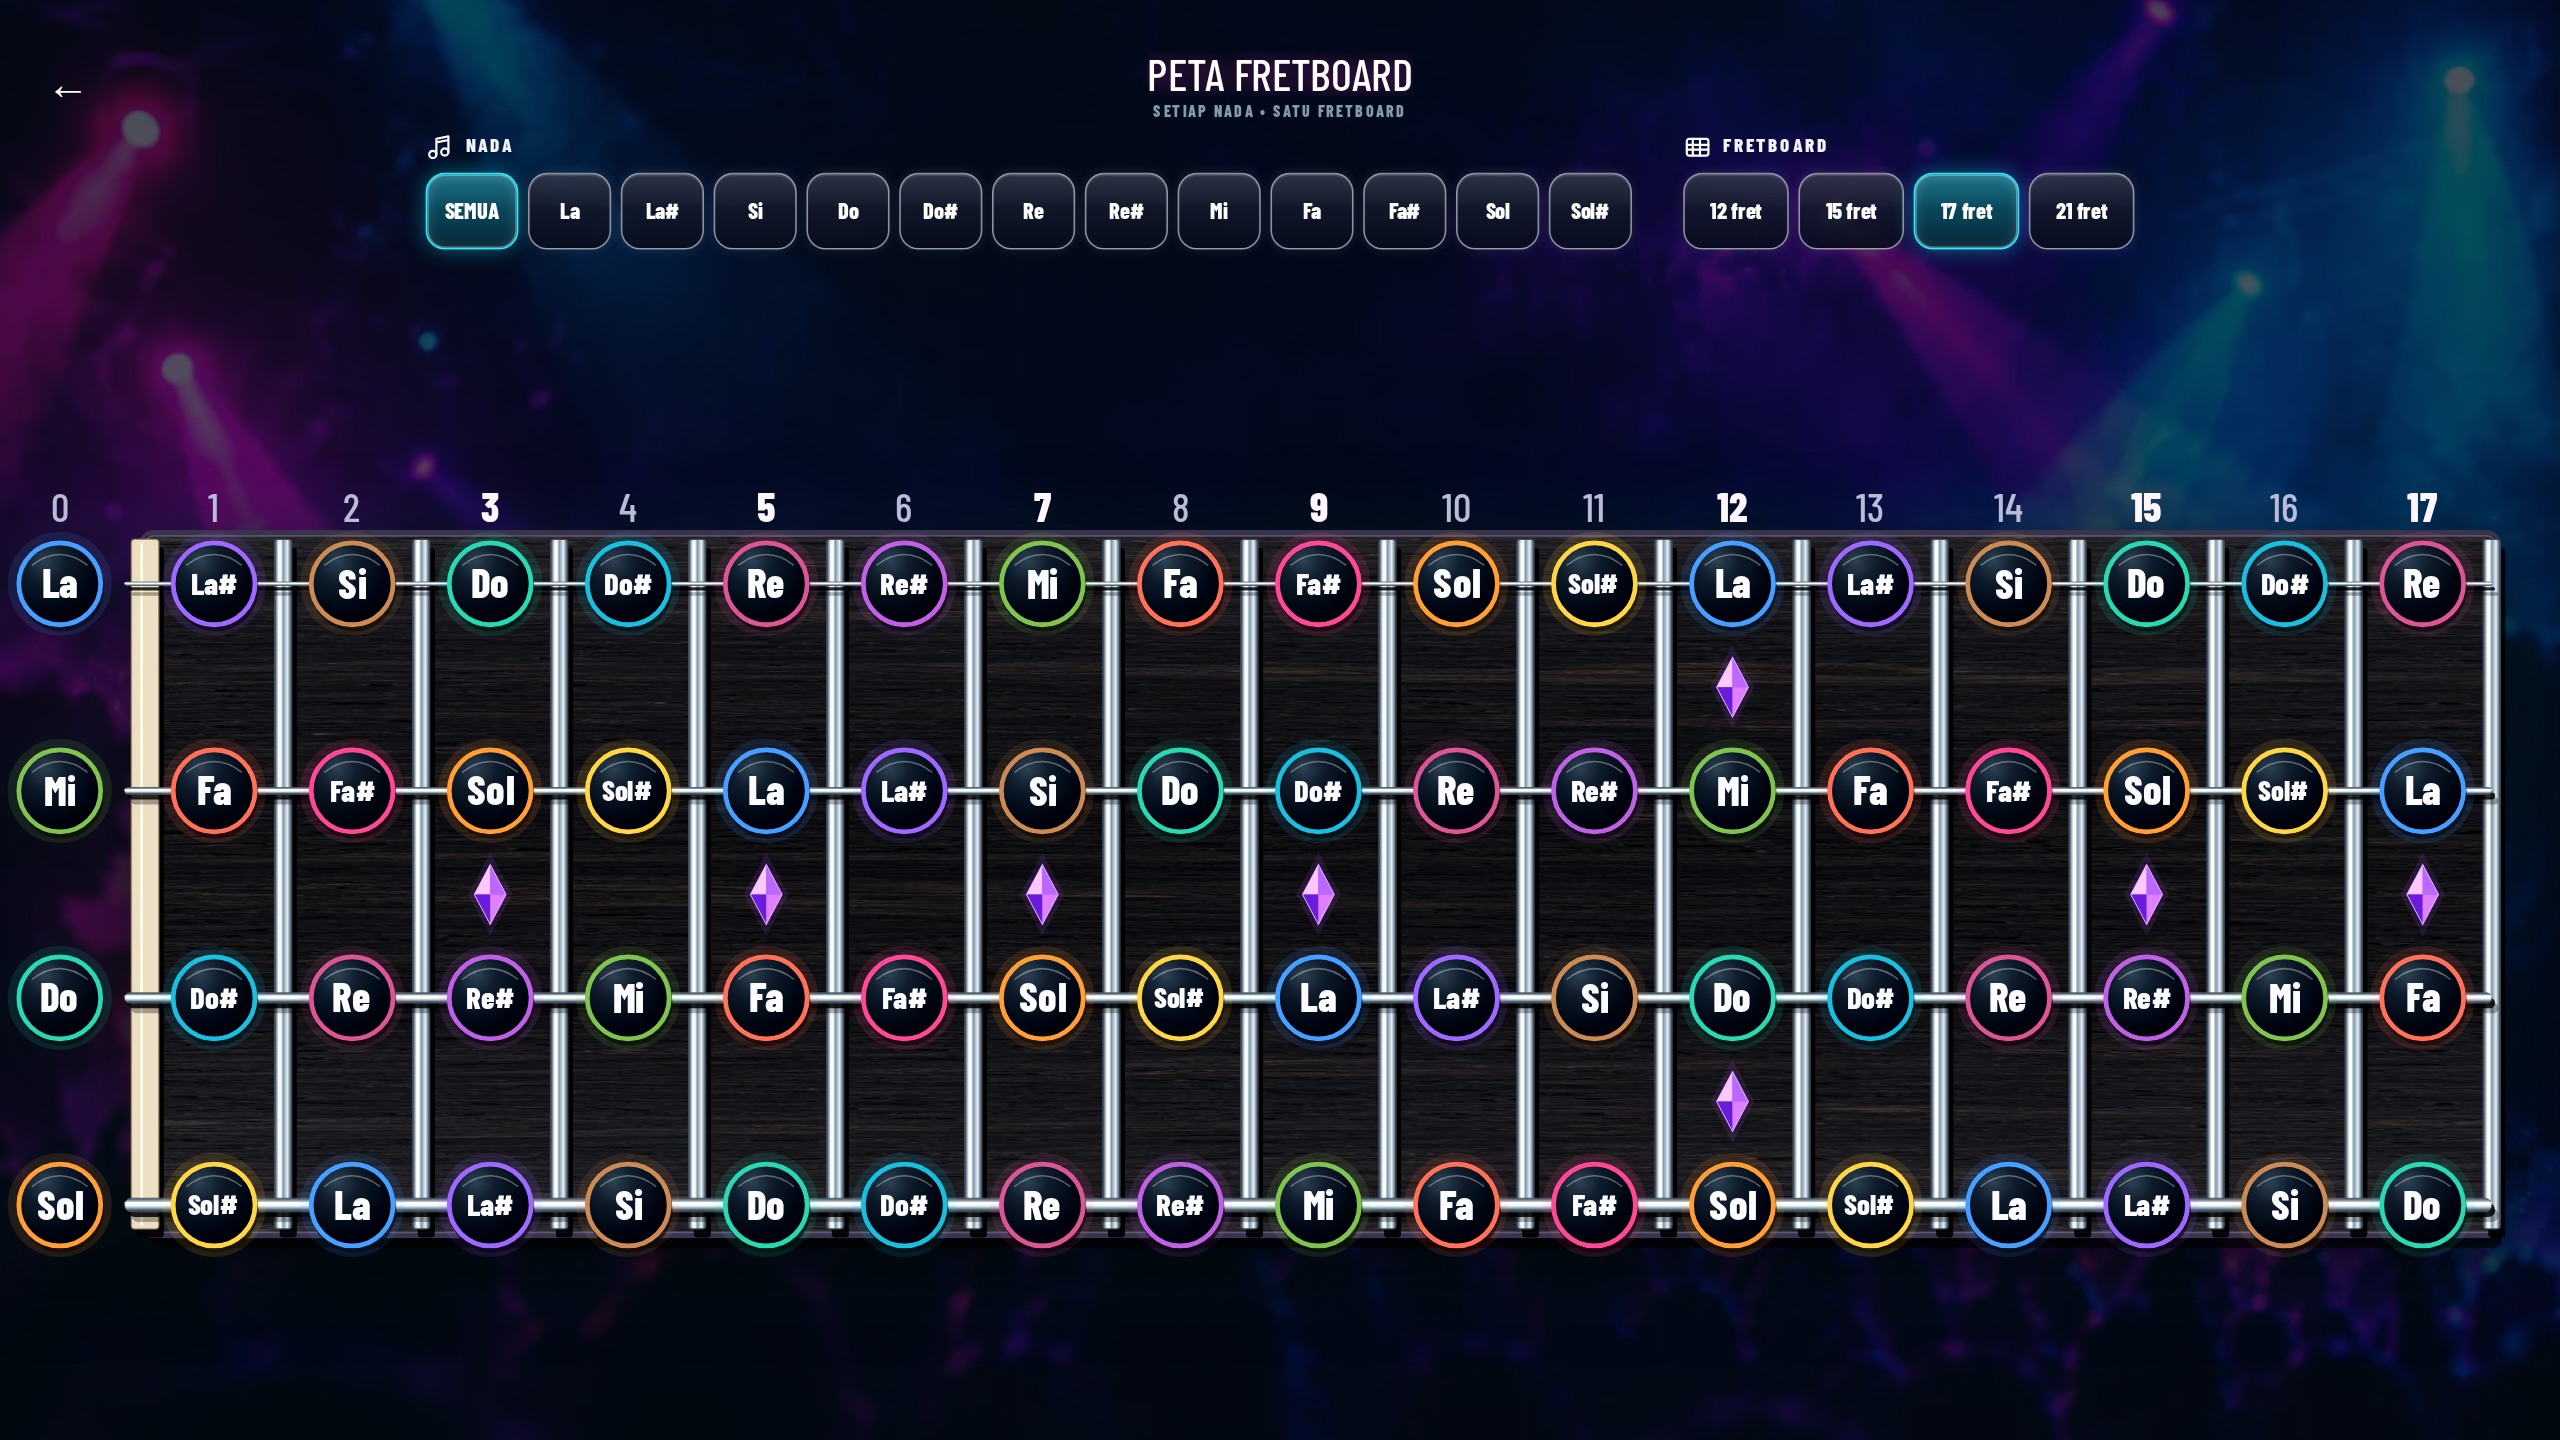 ←
PETA FRETBOARD
SETIAP NADA • SATU FRETBOARD
NADA
FRETBOARD
SEMUA La La# Si Do Do# Re Re# Mi Fa Fa# Sol Sol# 12 fret 15 fret 17 fret 21 fret
0 1 2 3 4 5 6 7 8 9 10 11 12 13 14 15 16 17
La La# Si Do Do# Re Re# Mi Fa Fa# Sol Sol# La La# Si Do Do# Re
Mi Fa Fa# Sol Sol# La La# Si Do Do# Re Re# Mi Fa Fa# Sol Sol# La
Do Do# Re Re# Mi Fa Fa# Sol Sol# La La# Si Do Do# Re Re# Mi Fa
Sol Sol# La La# Si Do Do# Re Re# Mi Fa Fa# Sol Sol# La La# Si Do